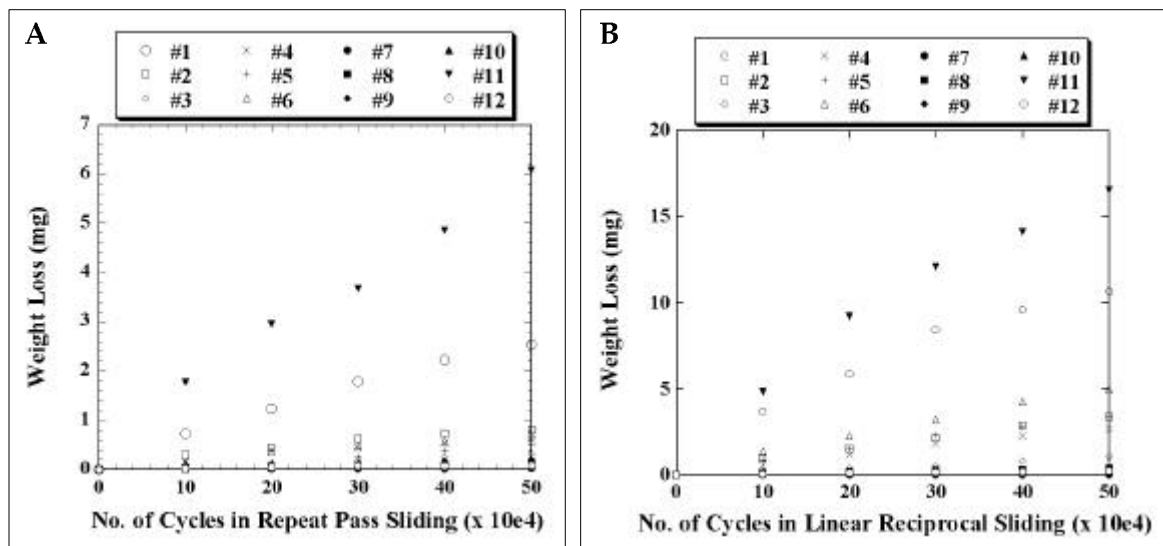 A
#1 #4 #7 #10
#2 #5 #8 #11
#3 #6 #9 #12
7
6
5
4
3
2
1
0
Weight Loss (mg)
0 10 20 30 40 50
No. of Cycles in Repeat Pass Sliding (x 10e4)
B
#1 #4 #7 #10
#2 #5 #8 #11
#3 #6 #9 #12
20
15
10
5
0
Weight Loss (mg)
0 10 20 30 40 50
No. of Cycles in Linear Reciprocal Sliding (x 10e4)